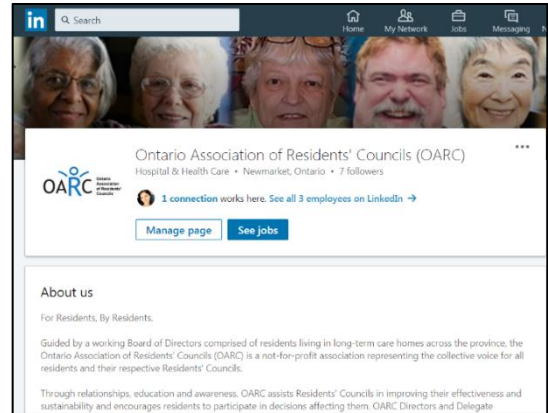 in
Search
Home
My Network
Jobs
Messaging
N
Ontario Association of Residents' Councils (OARC)
Hospital & Health Care • Newmarket, Ontario • 7 followers
OARC
Ontario
Association
of Residents'
Councils
1 connection works here. See all 3 employees on LinkedIn →
Manage page
See jobs
About us
For Residents, By Residents.
Guided by a working Board of Directors comprised of residents living in long-term care homes across the province, the
Ontario Association of Residents' Councils (OARC) is a not-for-profit association representing the collective voice for all
residents and their respective Residents' Councils.
Through relationships, education and awareness, OARC assists Residents' Councils in improving their effectiveness and
sustainability and encourages residents to participate in decisions affecting them. OARC Directors and Delegate